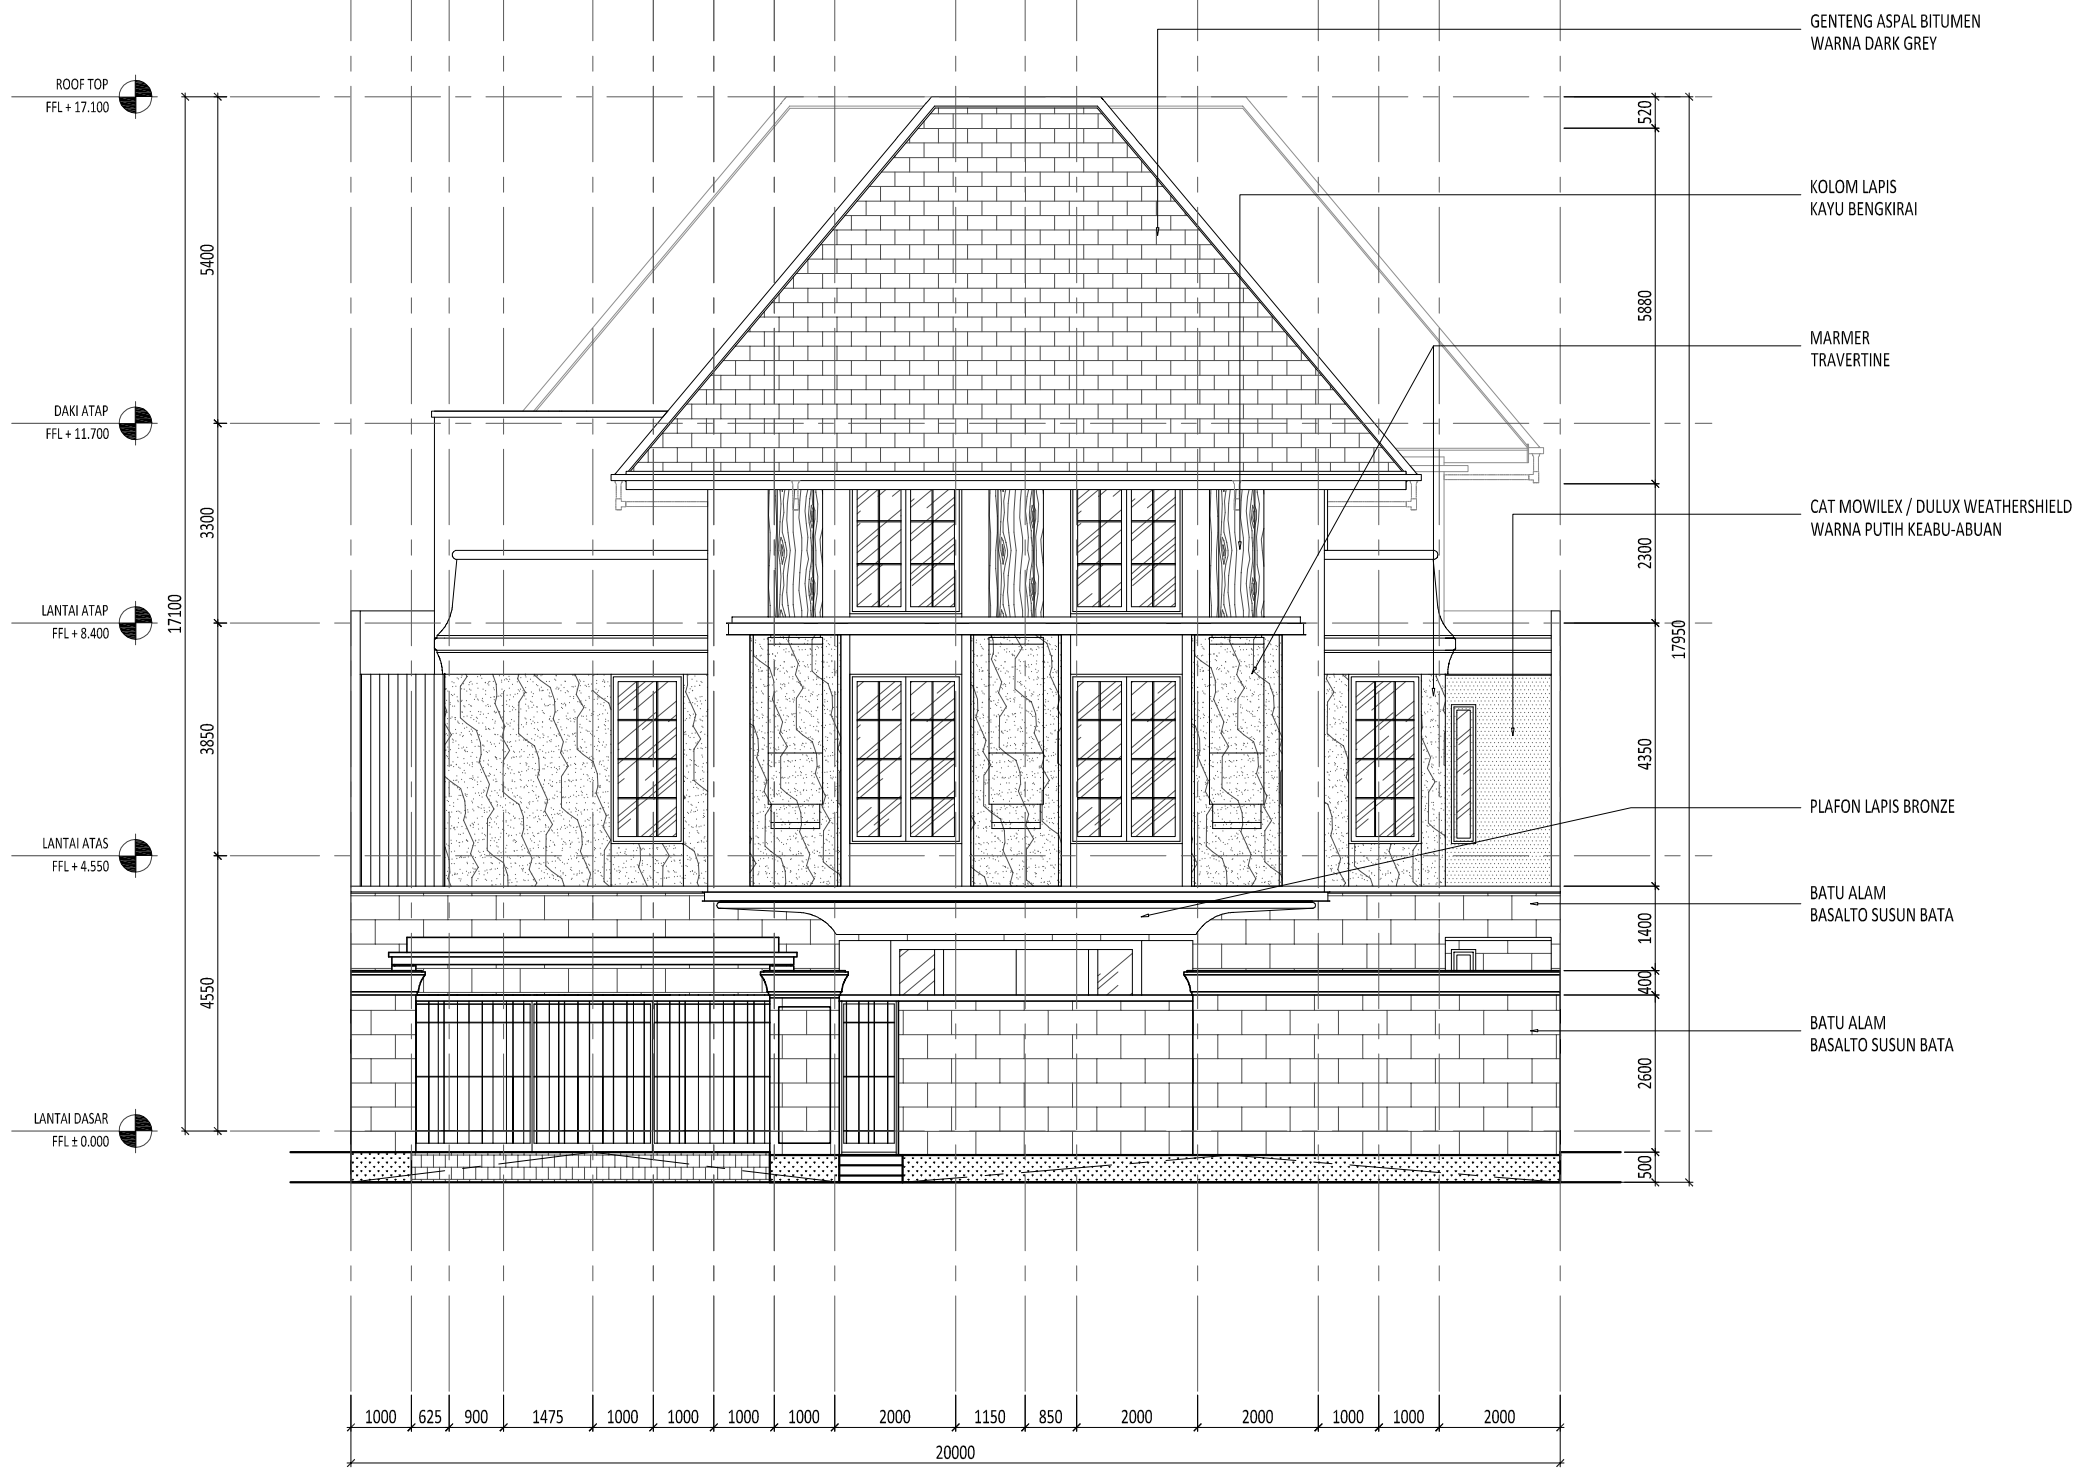 GENTENG ASPAL BITUMEN
WARNA DARK GREY
ROOF TOP
FFL + 17.100
520
KOLOM LAPIS
KAYU BENGKIRAI
5400
5880
MARMER
TRAVERTINE
DAKI ATAP
FFL + 11.700
CAT MOWILEX / DULUX WEATHERSHIELD
WARNA PUTIH KEABU-ABUAN
3300
2300
LANTAI ATAP
FFL + 8.400
17100
17950
3850
4350
PLAFON LAPIS BRONZE
LANTAI ATAS
FFL + 4.550
BATU ALAM
BASALTO SUSUN BATA
1400
400
4550
BATU ALAM
BASALTO SUSUN BATA
2600
LANTAI DASAR
FFL ± 0.000
500
1000 625 900 1475 1000 1000 1000 1000 2000 1150 850 2000 2000 1000 1000 2000
20000